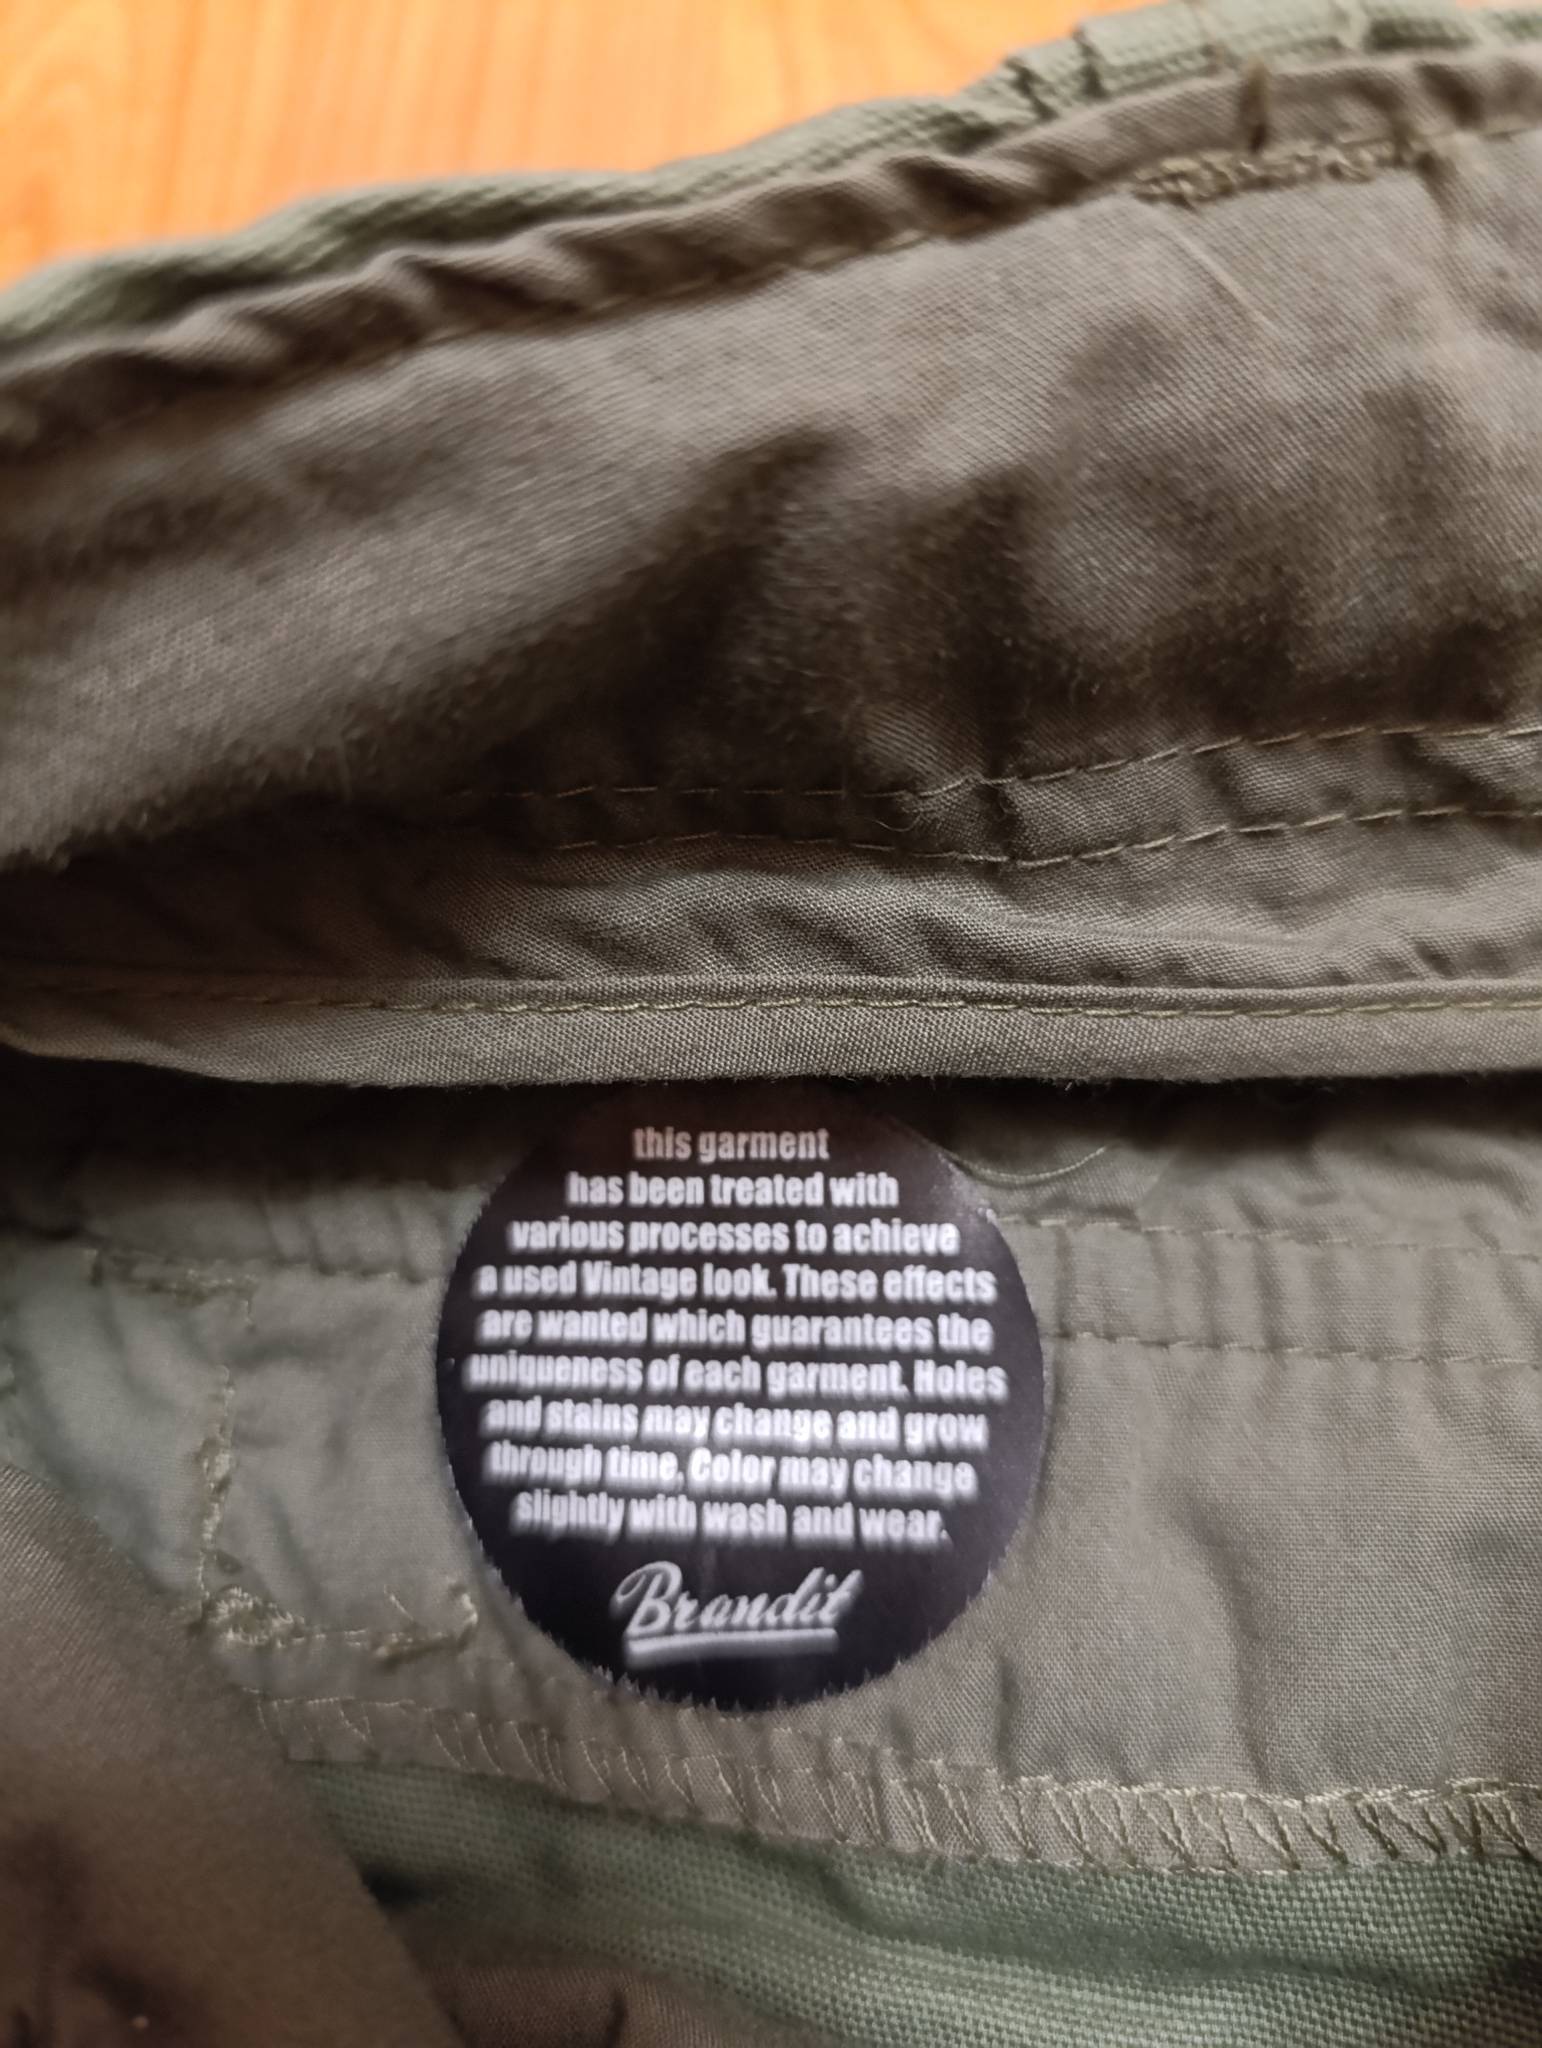 this garment
has been treated with
various processes to achieve
a used Vintage look. These effects
are wanted which guarantees the
uniqueness of each garment. Holes
and stains may change and grow
through time. Color may change
slightly with wash and wear.
Brandit